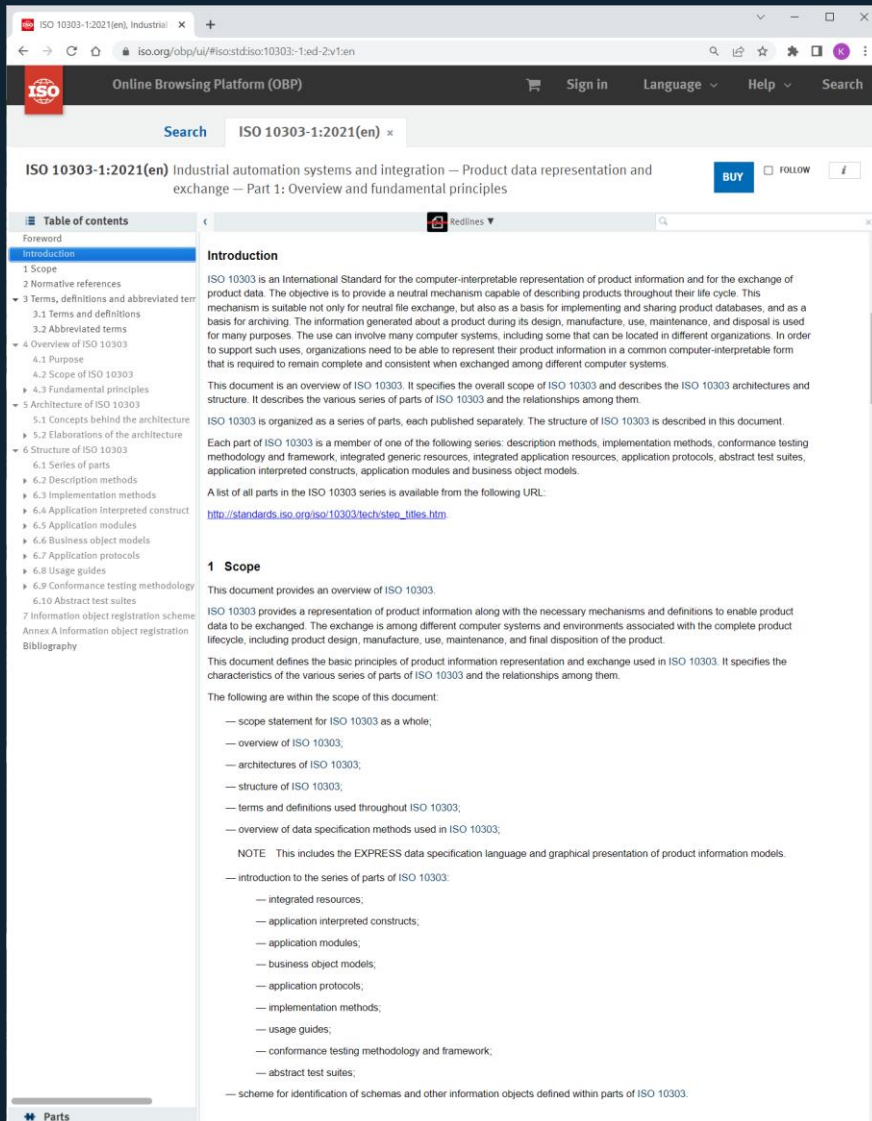 ISO 10303-1:2021(en), Industrial
iso.org/obp/ui/#iso:std:iso:10303:-1:ed-2:v1:en
K
ISO
Online Browsing Platform (OBP)
Sign in
Language
Help
Search
Search
ISO 10303-1:2021(en) ×
ISO 10303-1:2021(en) Industrial automation systems and integration — Product data representation and
exchange — Part 1: Overview and fundamental principles
BUY
FOLLOW
i
Table of contents
Redlines ▼
Foreword
Introduction
1 Scope
2 Normative references
3 Terms, definitions and abbreviated terr
3.1 Terms and definitions
3.2 Abbreviated terms
4 Overview of ISO 10303
4.1 Purpose
4.2 Scope of ISO 10303
4.3 Fundamental principles
5 Architecture of ISO 10303
5.1 Concepts behind the architecture
5.2 Elaborations of the architecture
6 Structure of ISO 10303
6.1 Series of parts
6.2 Description methods
6.3 Implementation methods
6.4 Application interpreted construct
6.5 Application modules
6.6 Business object models
6.7 Application protocols
6.8 Usage guides
6.9 Conformance testing methodology
6.10 Abstract test suites
7 Information object registration scheme
Annex A Information object registration
Bibliography
Parts
Introduction
ISO 10303 is an International Standard for the computer-interpretable representation of product information and for the exchange of
product data. The objective is to provide a neutral mechanism capable of describing products throughout their life cycle. This
mechanism is suitable not only for neutral file exchange, but also as a basis for implementing and sharing product databases, and as a
basis for archiving. The information generated about a product during its design, manufacture, use, maintenance, and disposal is used
for many purposes. The use can involve many computer systems, including some that can be located in different organizations. In order
to support such uses, organizations need to be able to represent their product information in a common computer-interpretable form
that is required to remain complete and consistent when exchanged among different computer systems.
This document is an overview of ISO 10303. It specifies the overall scope of ISO 10303 and describes the ISO 10303 architectures and
structure. It describes the various series of parts of ISO 10303 and the relationships among them.
ISO 10303 is organized as a series of parts, each published separately. The structure of ISO 10303 is described in this document.
Each part of ISO 10303 is a member of one of the following series: description methods, implementation methods, conformance testing
methodology and framework, integrated generic resources, integrated application resources, application protocols, abstract test suites,
application interpreted constructs, application modules and business object models.
A list of all parts in the ISO 10303 series is available from the following URL:
http://standards.iso.org/iso/10303/tech/step_titles.htm.
1 Scope
This document provides an overview of ISO 10303.
ISO 10303 provides a representation of product information along with the necessary mechanisms and definitions to enable product
data to be exchanged. The exchange is among different computer systems and environments associated with the complete product
lifecycle, including product design, manufacture, use, maintenance, and final disposition of the product.
This document defines the basic principles of product information representation and exchange used in ISO 10303. It specifies the
characteristics of the various series of parts of ISO 10303 and the relationships among them.
The following are within the scope of this document:
— scope statement for ISO 10303 as a whole;
— overview of ISO 10303;
— architectures of ISO 10303;
— structure of ISO 10303;
— terms and definitions used throughout ISO 10303;
— overview of data specification methods used in ISO 10303;
NOTE This includes the EXPRESS data specification language and graphical presentation of product information models.
— introduction to the series of parts of ISO 10303:
— integrated resources;
— application interpreted constructs;
— application modules;
— business object models;
— application protocols;
— implementation methods;
— usage guides;
— conformance testing methodology and framework;
— abstract test suites;
— scheme for identification of schemas and other information objects defined within parts of ISO 10303.